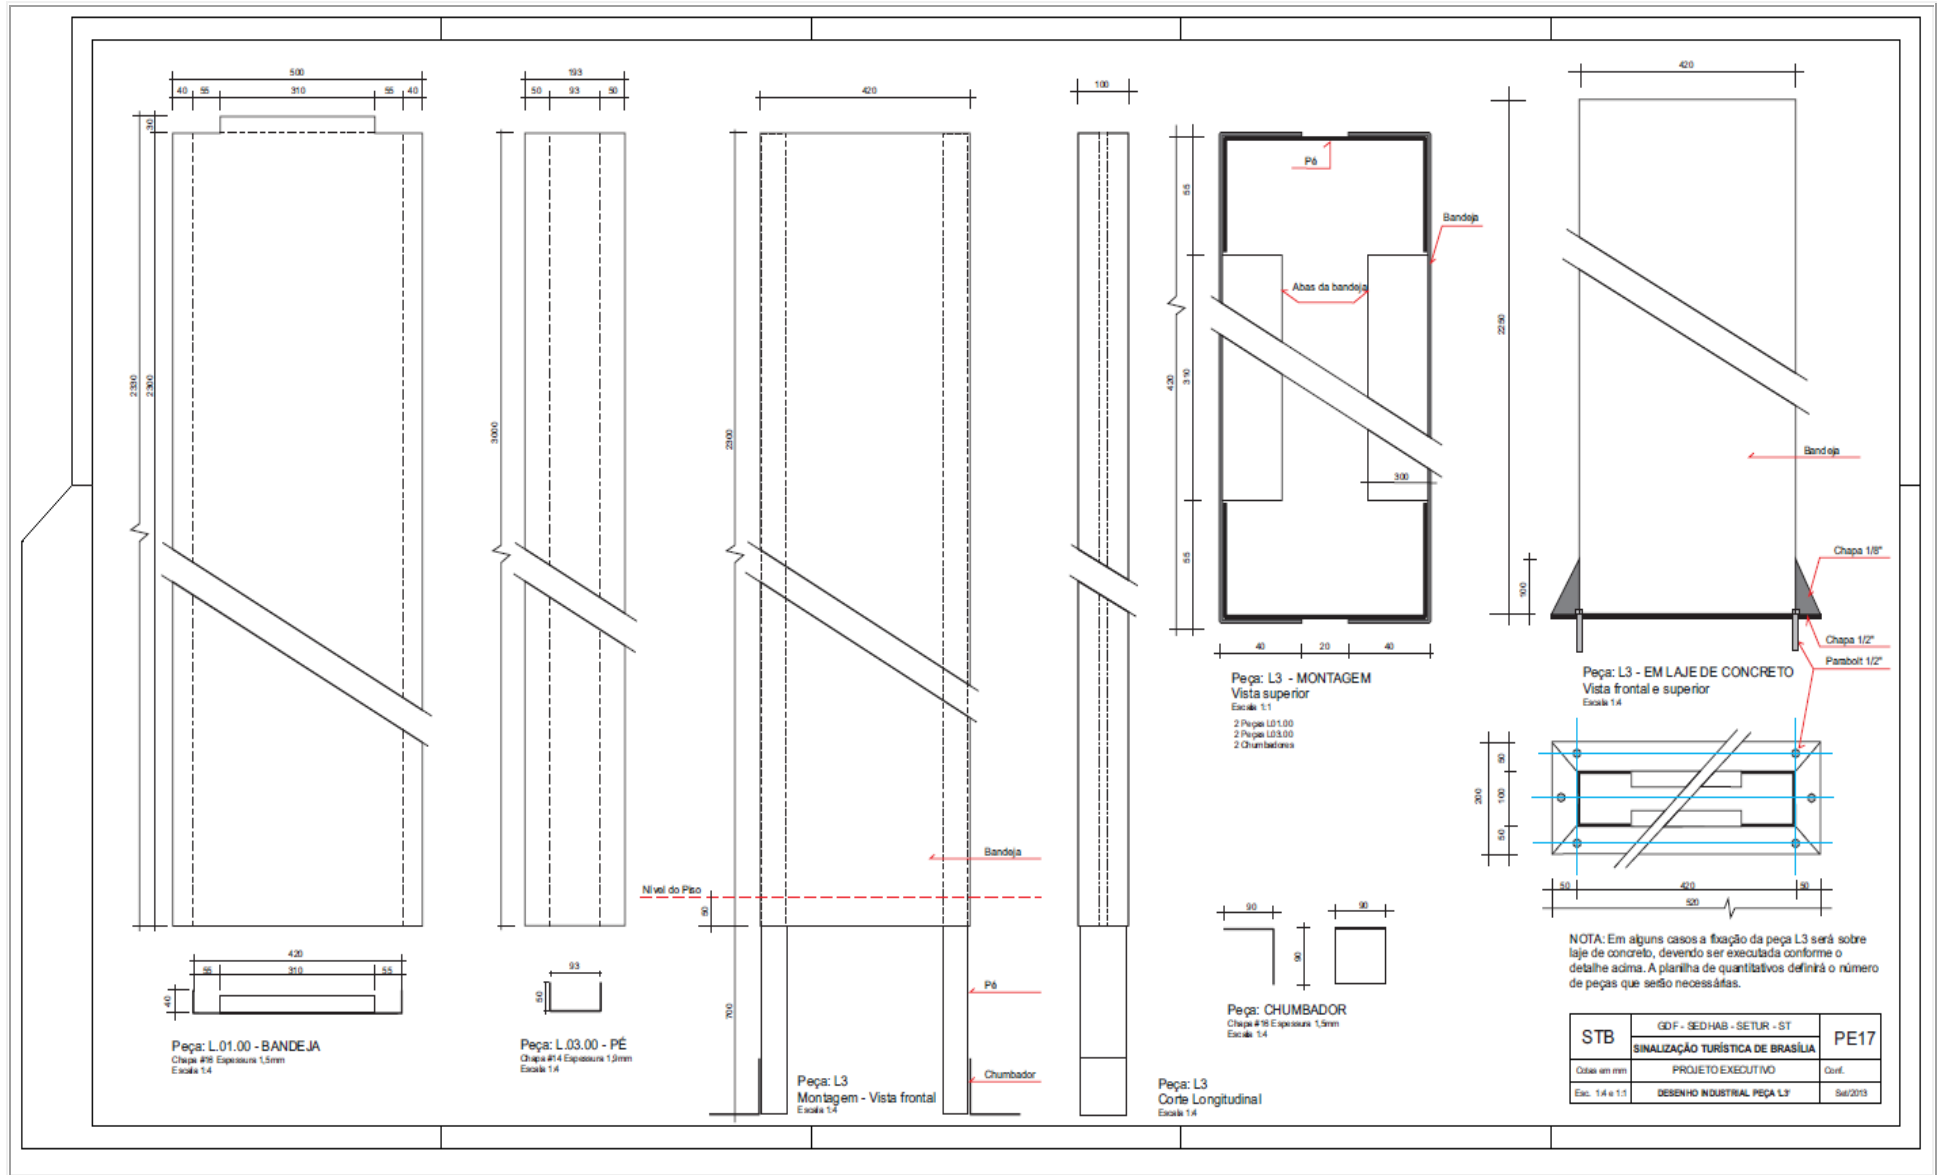 500
40 55 310 55 40
30
2330
2300
420
55 310 55
40
Peça: L.01.00 - BANDEJA
Chapa #16 Espessura 1,5mm
Escala 1:4
193
50 93 50
3000
93
50
Peça: L.03.00 - PÉ
Chapa #14 Espessura 1,9mm
Escala 1:4
420
2300
Bandeja
Nível do Piso
50
700
Pé
Chumbador
Peça: L3
Montagem - Vista frontal
Escala 1:4
100
Peça: L3
Corte Longitudinal
Escala 1:4
Pé
Bandeja
Abas da bandeja
55
310
420
55
300
40 20 40
Peça: L3 - MONTAGEM
Vista superior
Escala 1:1
2 Peças L01.00
2 Peças L03.00
2 Chumbadores
90 90
90
Peça: CHUMBADOR
Chapa #16 Espessura 1,5mm
Escala 1:4
420
2250
Bandeja
100
Chapa 1/8"
Chapa 1/2"
Parabolt 1/2"
Peça: L3 - EM LAJE DE CONCRETO
Vista frontal e superior
Escala 1:4
50
200
100
50
50 420 50
520
NOTA: Em alguns casos a fixação da peça L3 será sobre
laje de concreto, devendo ser executada conforme o
detalhe acima. A planilha de quantitativos definirá o número
de peças que serão necessárias.
STB
GDF - SEDHAB - SETUR - ST
PE17
SINALIZAÇÃO TURÍSTICA DE BRASÍLIA
Cotas em mm
PROJETO EXECUTIVO
Conf.
Esc. 1:4 e 1:1
DESENHO INDUSTRIAL PEÇA 'L3'
Set/2013